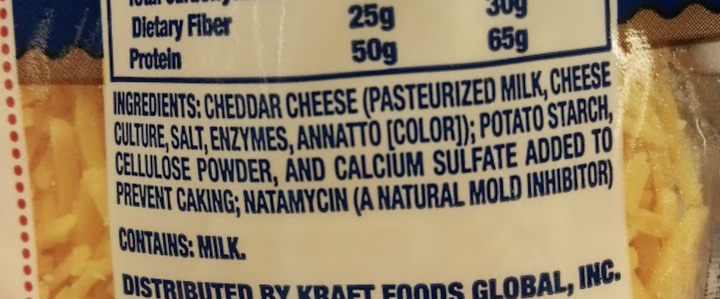 Dietary Fiber 25g 30g
Protein 50g 65g
INGREDIENTS: CHEDDAR CHEESE (PASTEURIZED MILK, CHEESE
CULTURE, SALT, ENZYMES, ANNATTO [COLOR]); POTATO STARCH,
CELLULOSE POWDER, AND CALCIUM SULFATE ADDED TO
PREVENT CAKING; NATAMYCIN (A NATURAL MOLD INHIBITOR)
CONTAINS: MILK.
DISTRIBUTED BY KRAFT FOODS GLOBAL, INC.